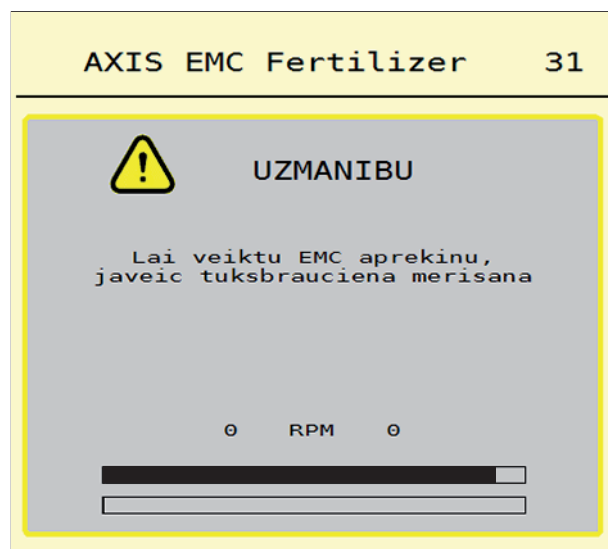 AXIS EMC Fertilizer 31
UZMANIBU
Lai veiktu EMC aprekinu,
javeic tuksbrauciena merisana
0 RPM 0